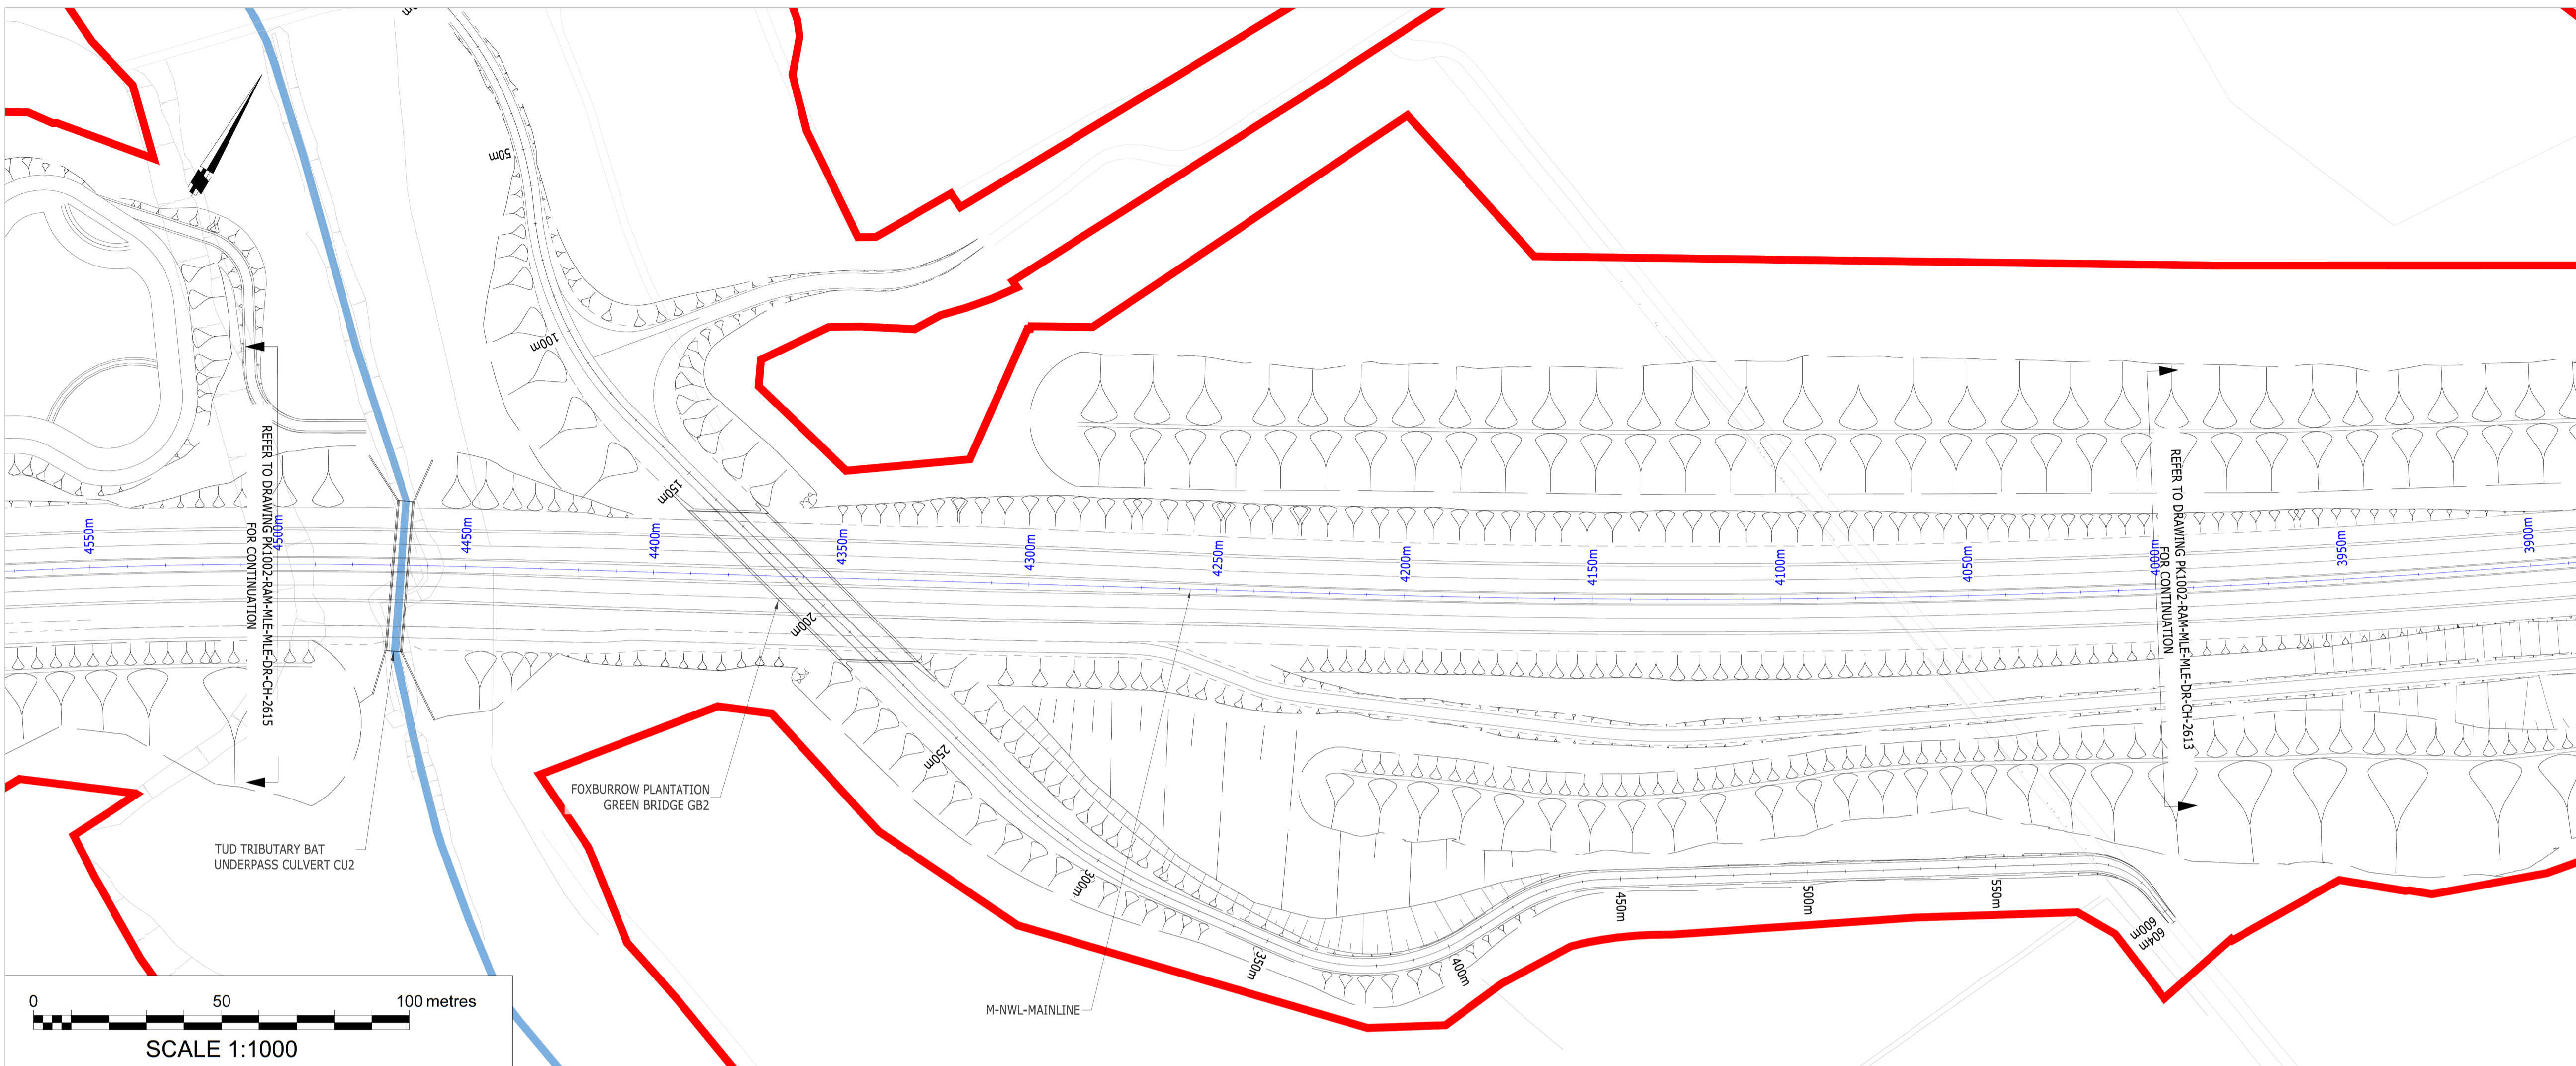 50m
100m
150m
200m
250m
300m
350m
400m
450m
500m
550m
600m
604m
4550m
4500m
4450m
4400m
4350m
4300m
4250m
4200m
4150m
4100m
4050m
4000m
3950m
3900m
REFER TO DRAWING PK1002-RAM-MLE-MLE-DR-CH-2615
FOR CONTINUATION
REFER TO DRAWING PK1002-RAM-MLE-MLE-DR-CH-2613
FOR CONTINUATION
FOXBURROW PLANTATION
GREEN BRIDGE GB2
TUD TRIBUTARY BAT
UNDERPASS CULVERT CU2
M-NWL-MAINLINE
0 50 100 metres
SCALE 1:1000